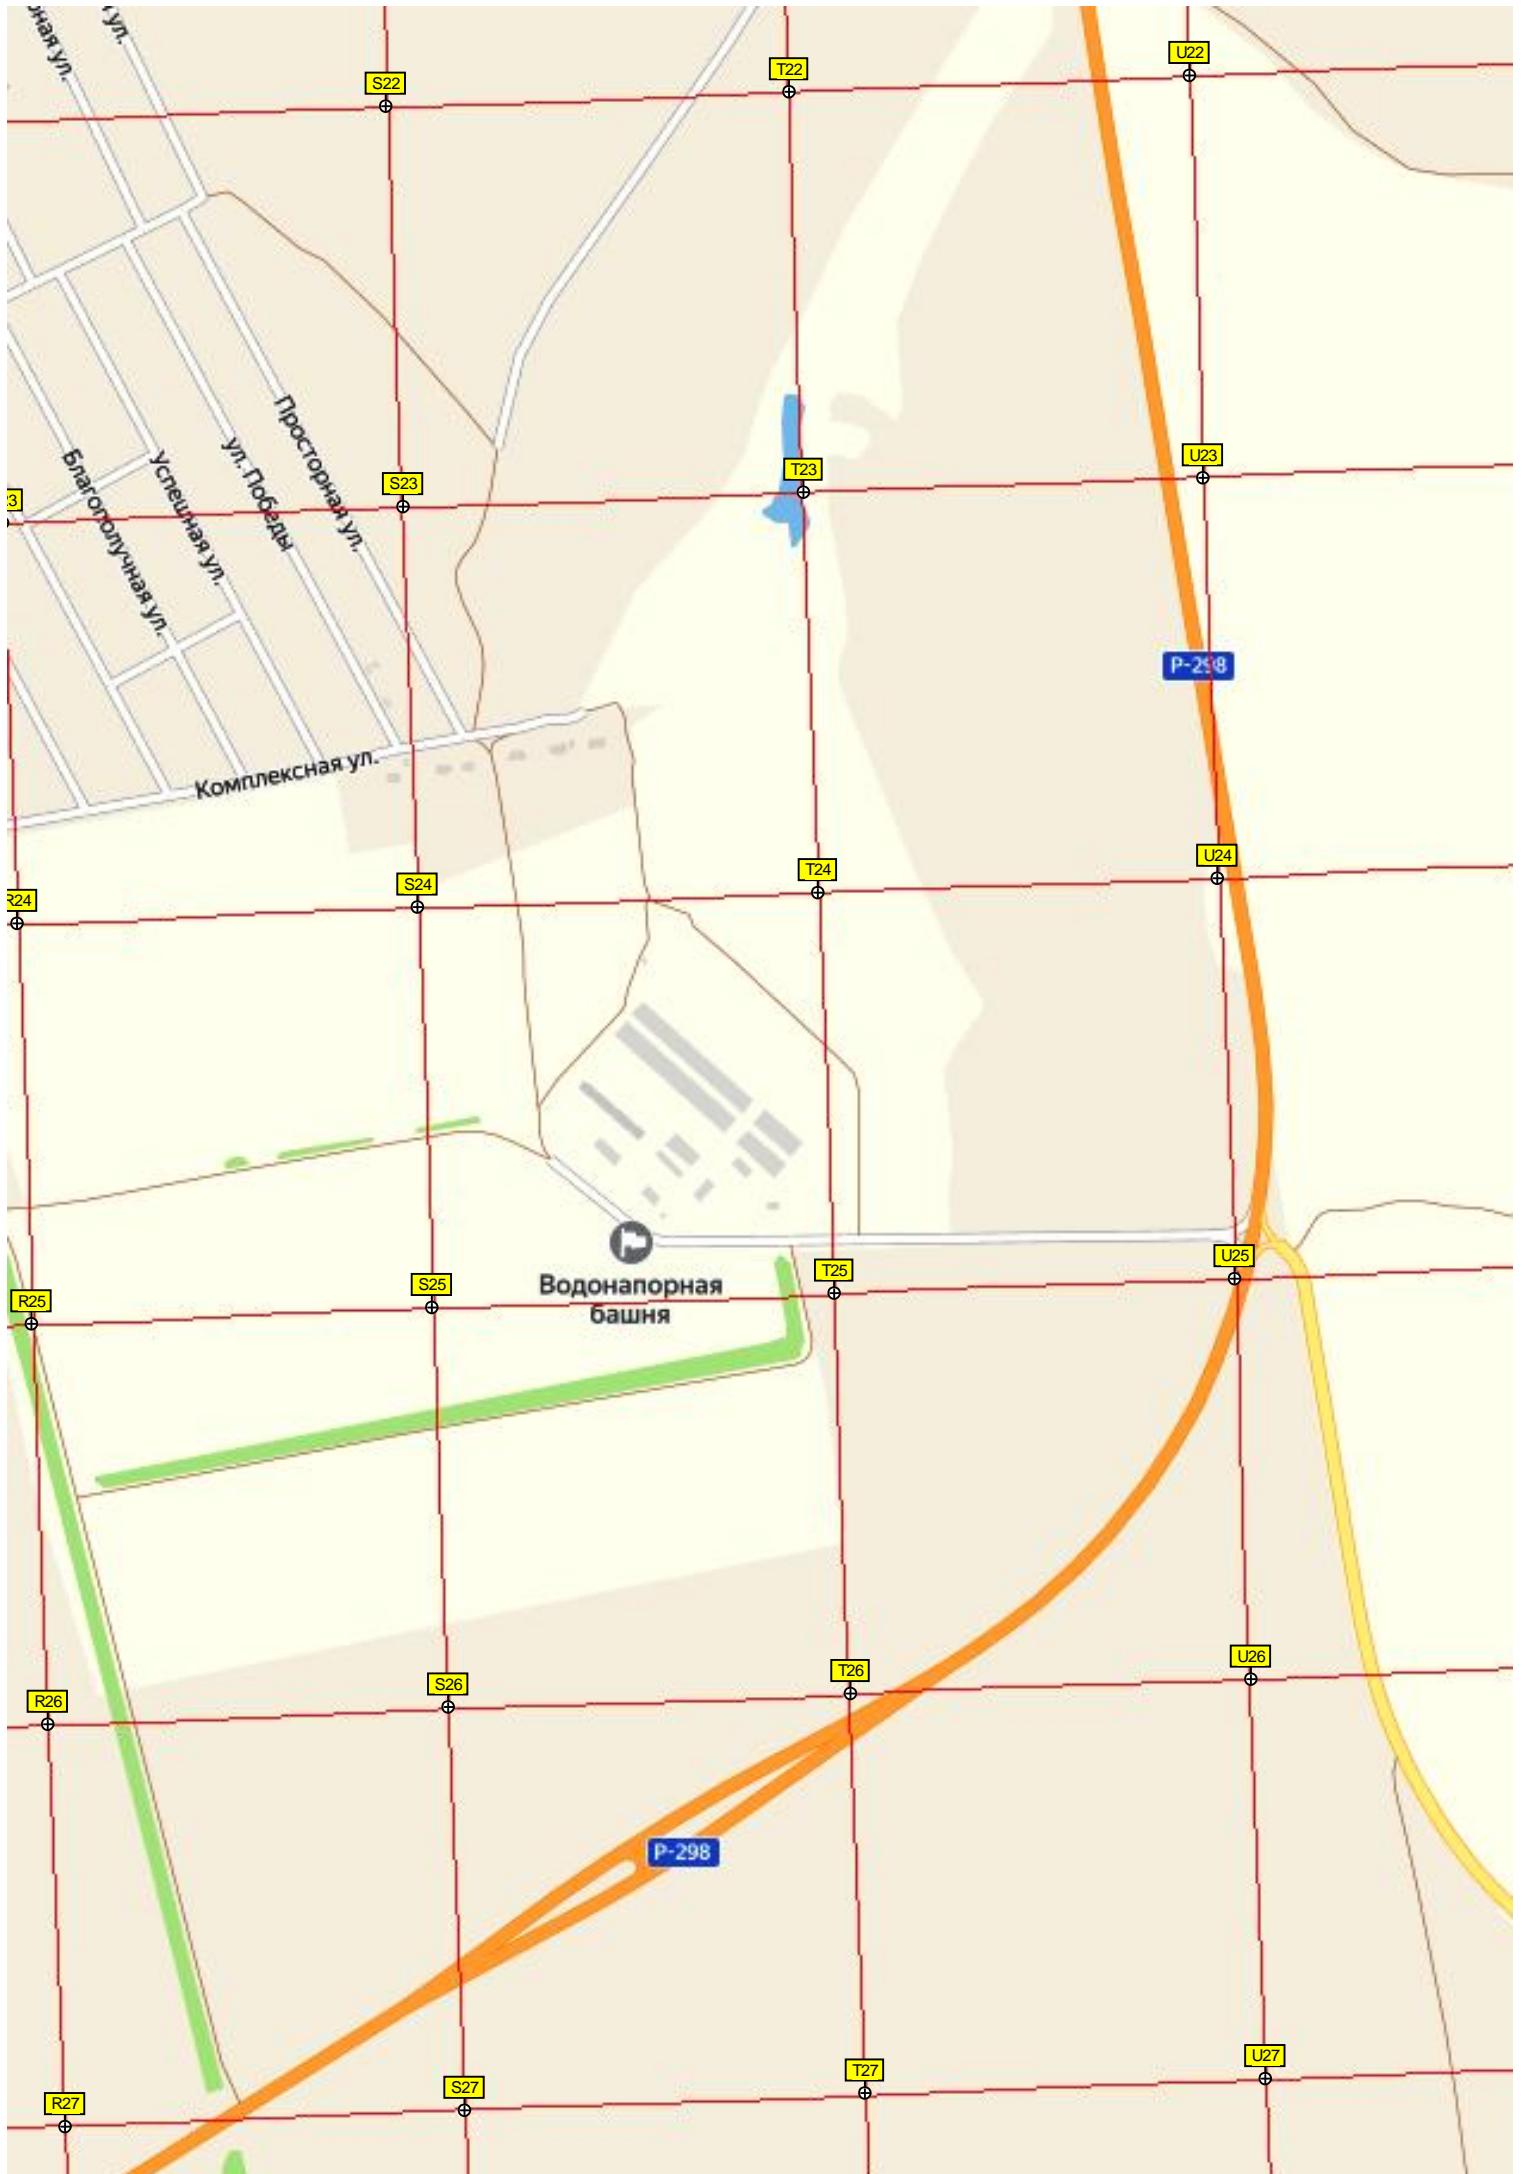 U22
T22
S22
U23
T23
S23
Просторная ул.
ул. Победы
Успешная ул.
Благополучная ул.
P-298
Комплексная ул.
U24
T24
S24
R24
U25
T25
S25
R25
Водонапорная
башня
U26
T26
S26
R26
P-298
U27
T27
S27
R27